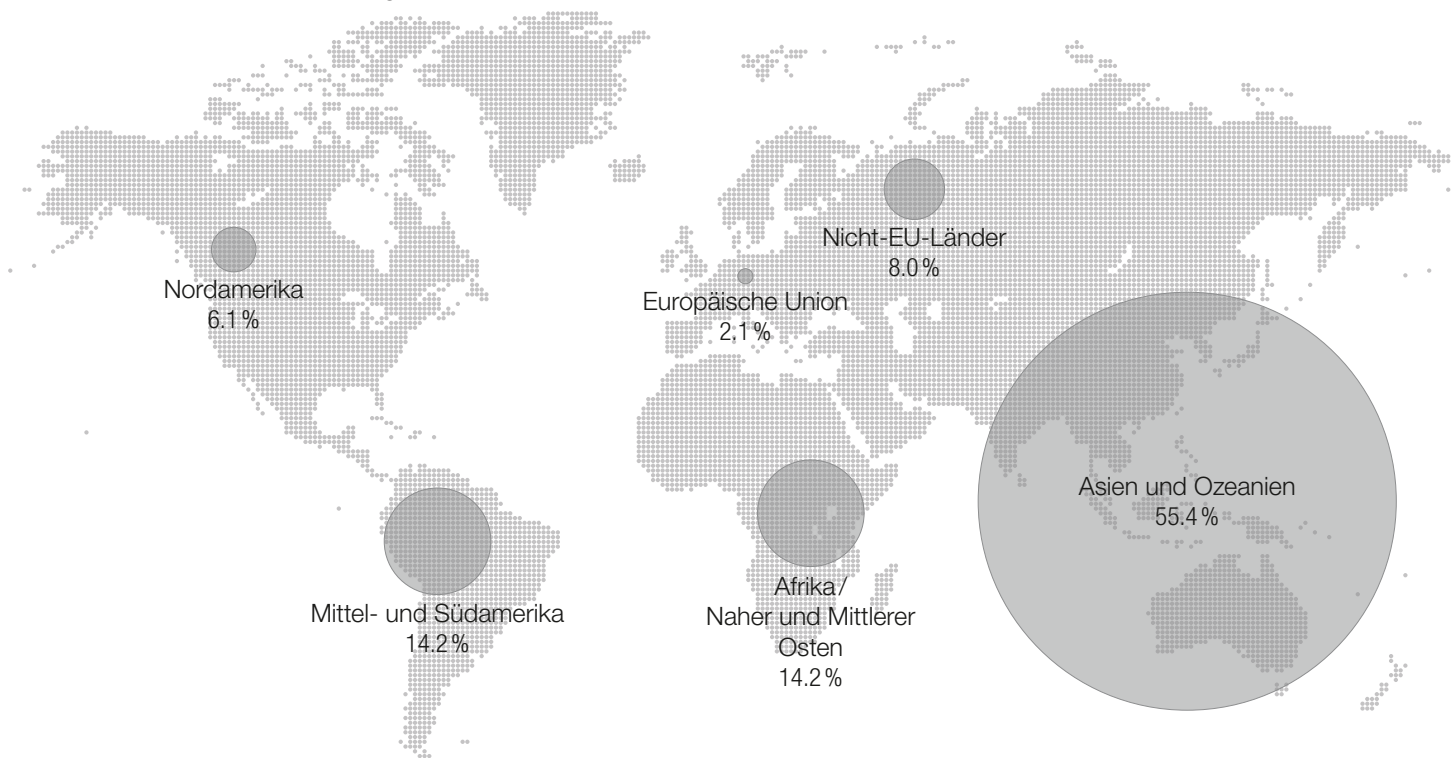 Nicht-EU-Länder
8.0 %
Nordamerika
6.1 %
Europäische Union
2.1 %
Asien und Ozeanien
55.4 %
Mittel- und Südamerika
14.2 %
Afrika/
Naher und Mittlerer
Osten
14.2 %